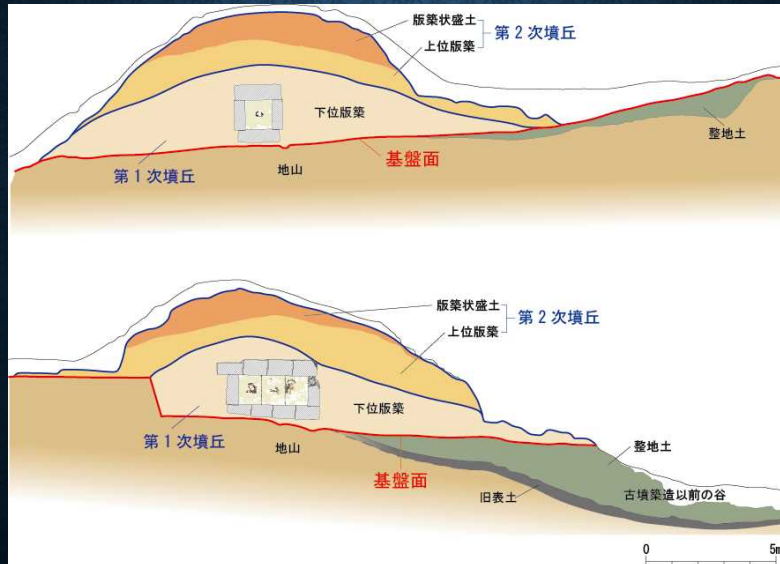 版築状盛土
上位版築
第2次墳丘
下位版築
整地土
基盤面
第1次墳丘
地山
版築状盛土
上位版築
第2次墳丘
下位版築
第1次墳丘
整地土
地山
基盤面
旧表土
古墳築造以前の谷
0 5m